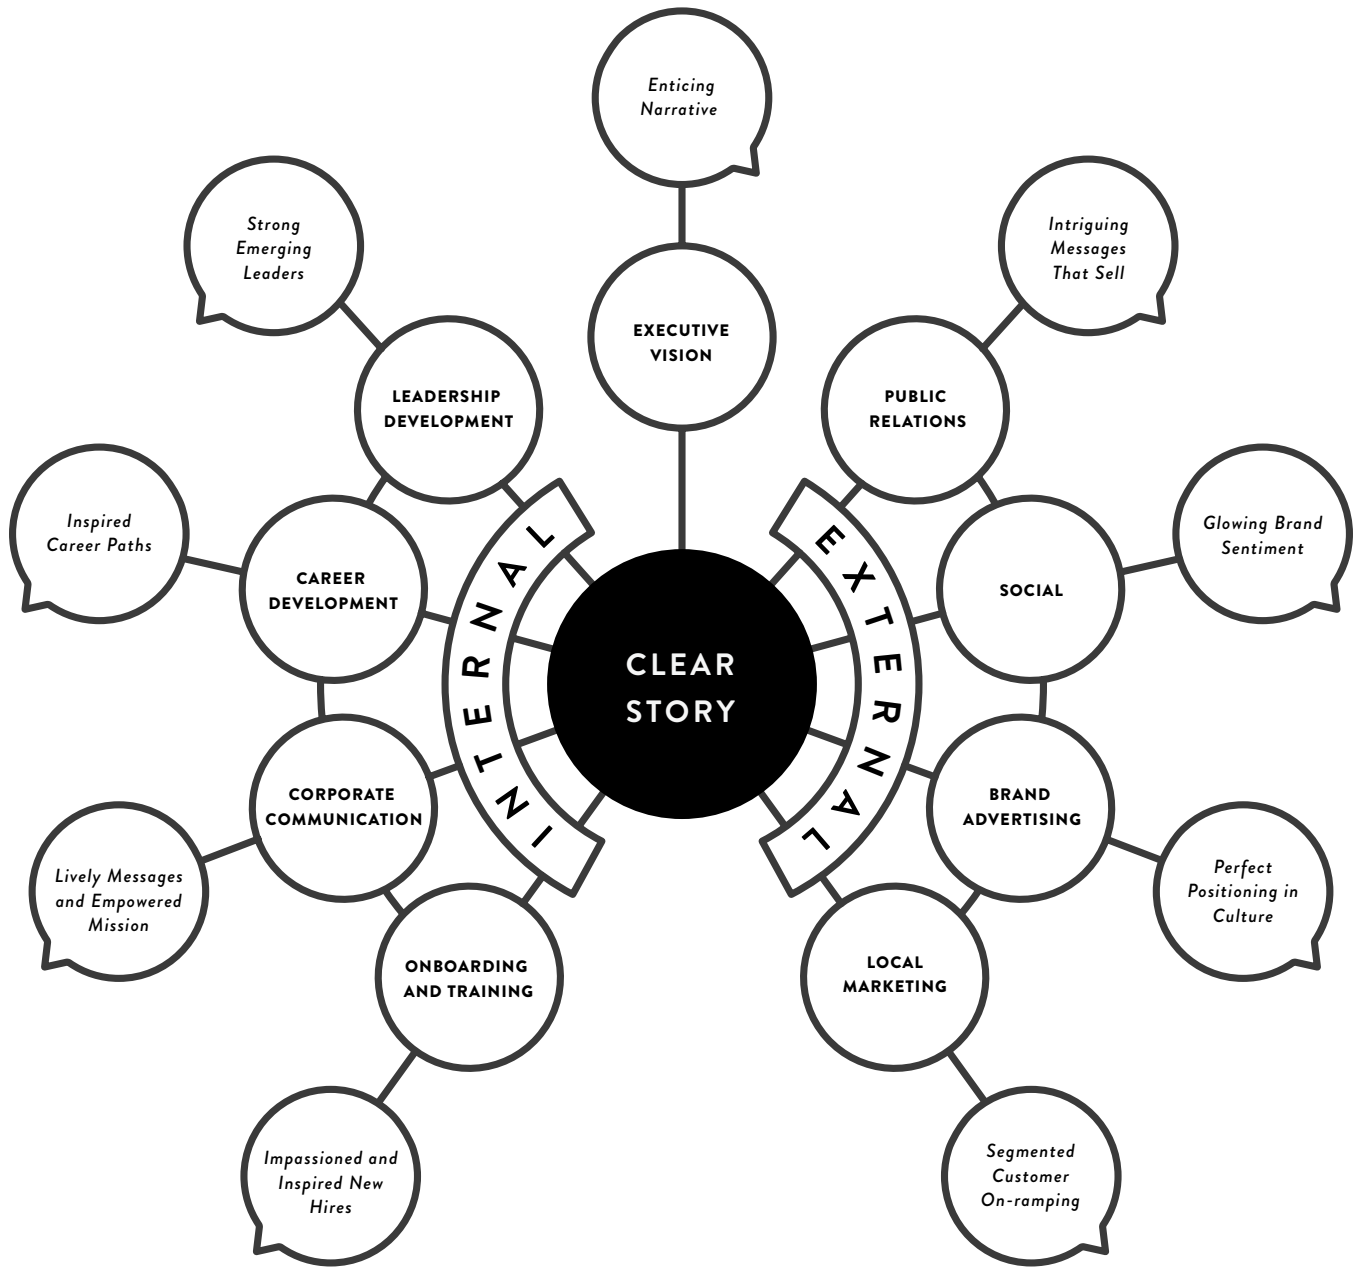 Enticing
Narrative
EXECUTIVE
VISION
Strong
Emerging
Leaders
LEADERSHIP
DEVELOPMENT
Inspired
Career Paths
CAREER
DEVELOPMENT
Lively Messages
and Empowered
Mission
CORPORATE
COMMUNICATION
Impassioned and
Inspired New
Hires
ONBOARDING
AND TRAINING
INTERNAL
CLEAR
STORY
EXTERNAL
Intriguing
Messages
That Sell
PUBLIC
RELATIONS
Glowing Brand
Sentiment
SOCIAL
Perfect
Positioning in
Culture
BRAND
ADVERTISING
Segmented
Customer
On-ramping
LOCAL
MARKETING